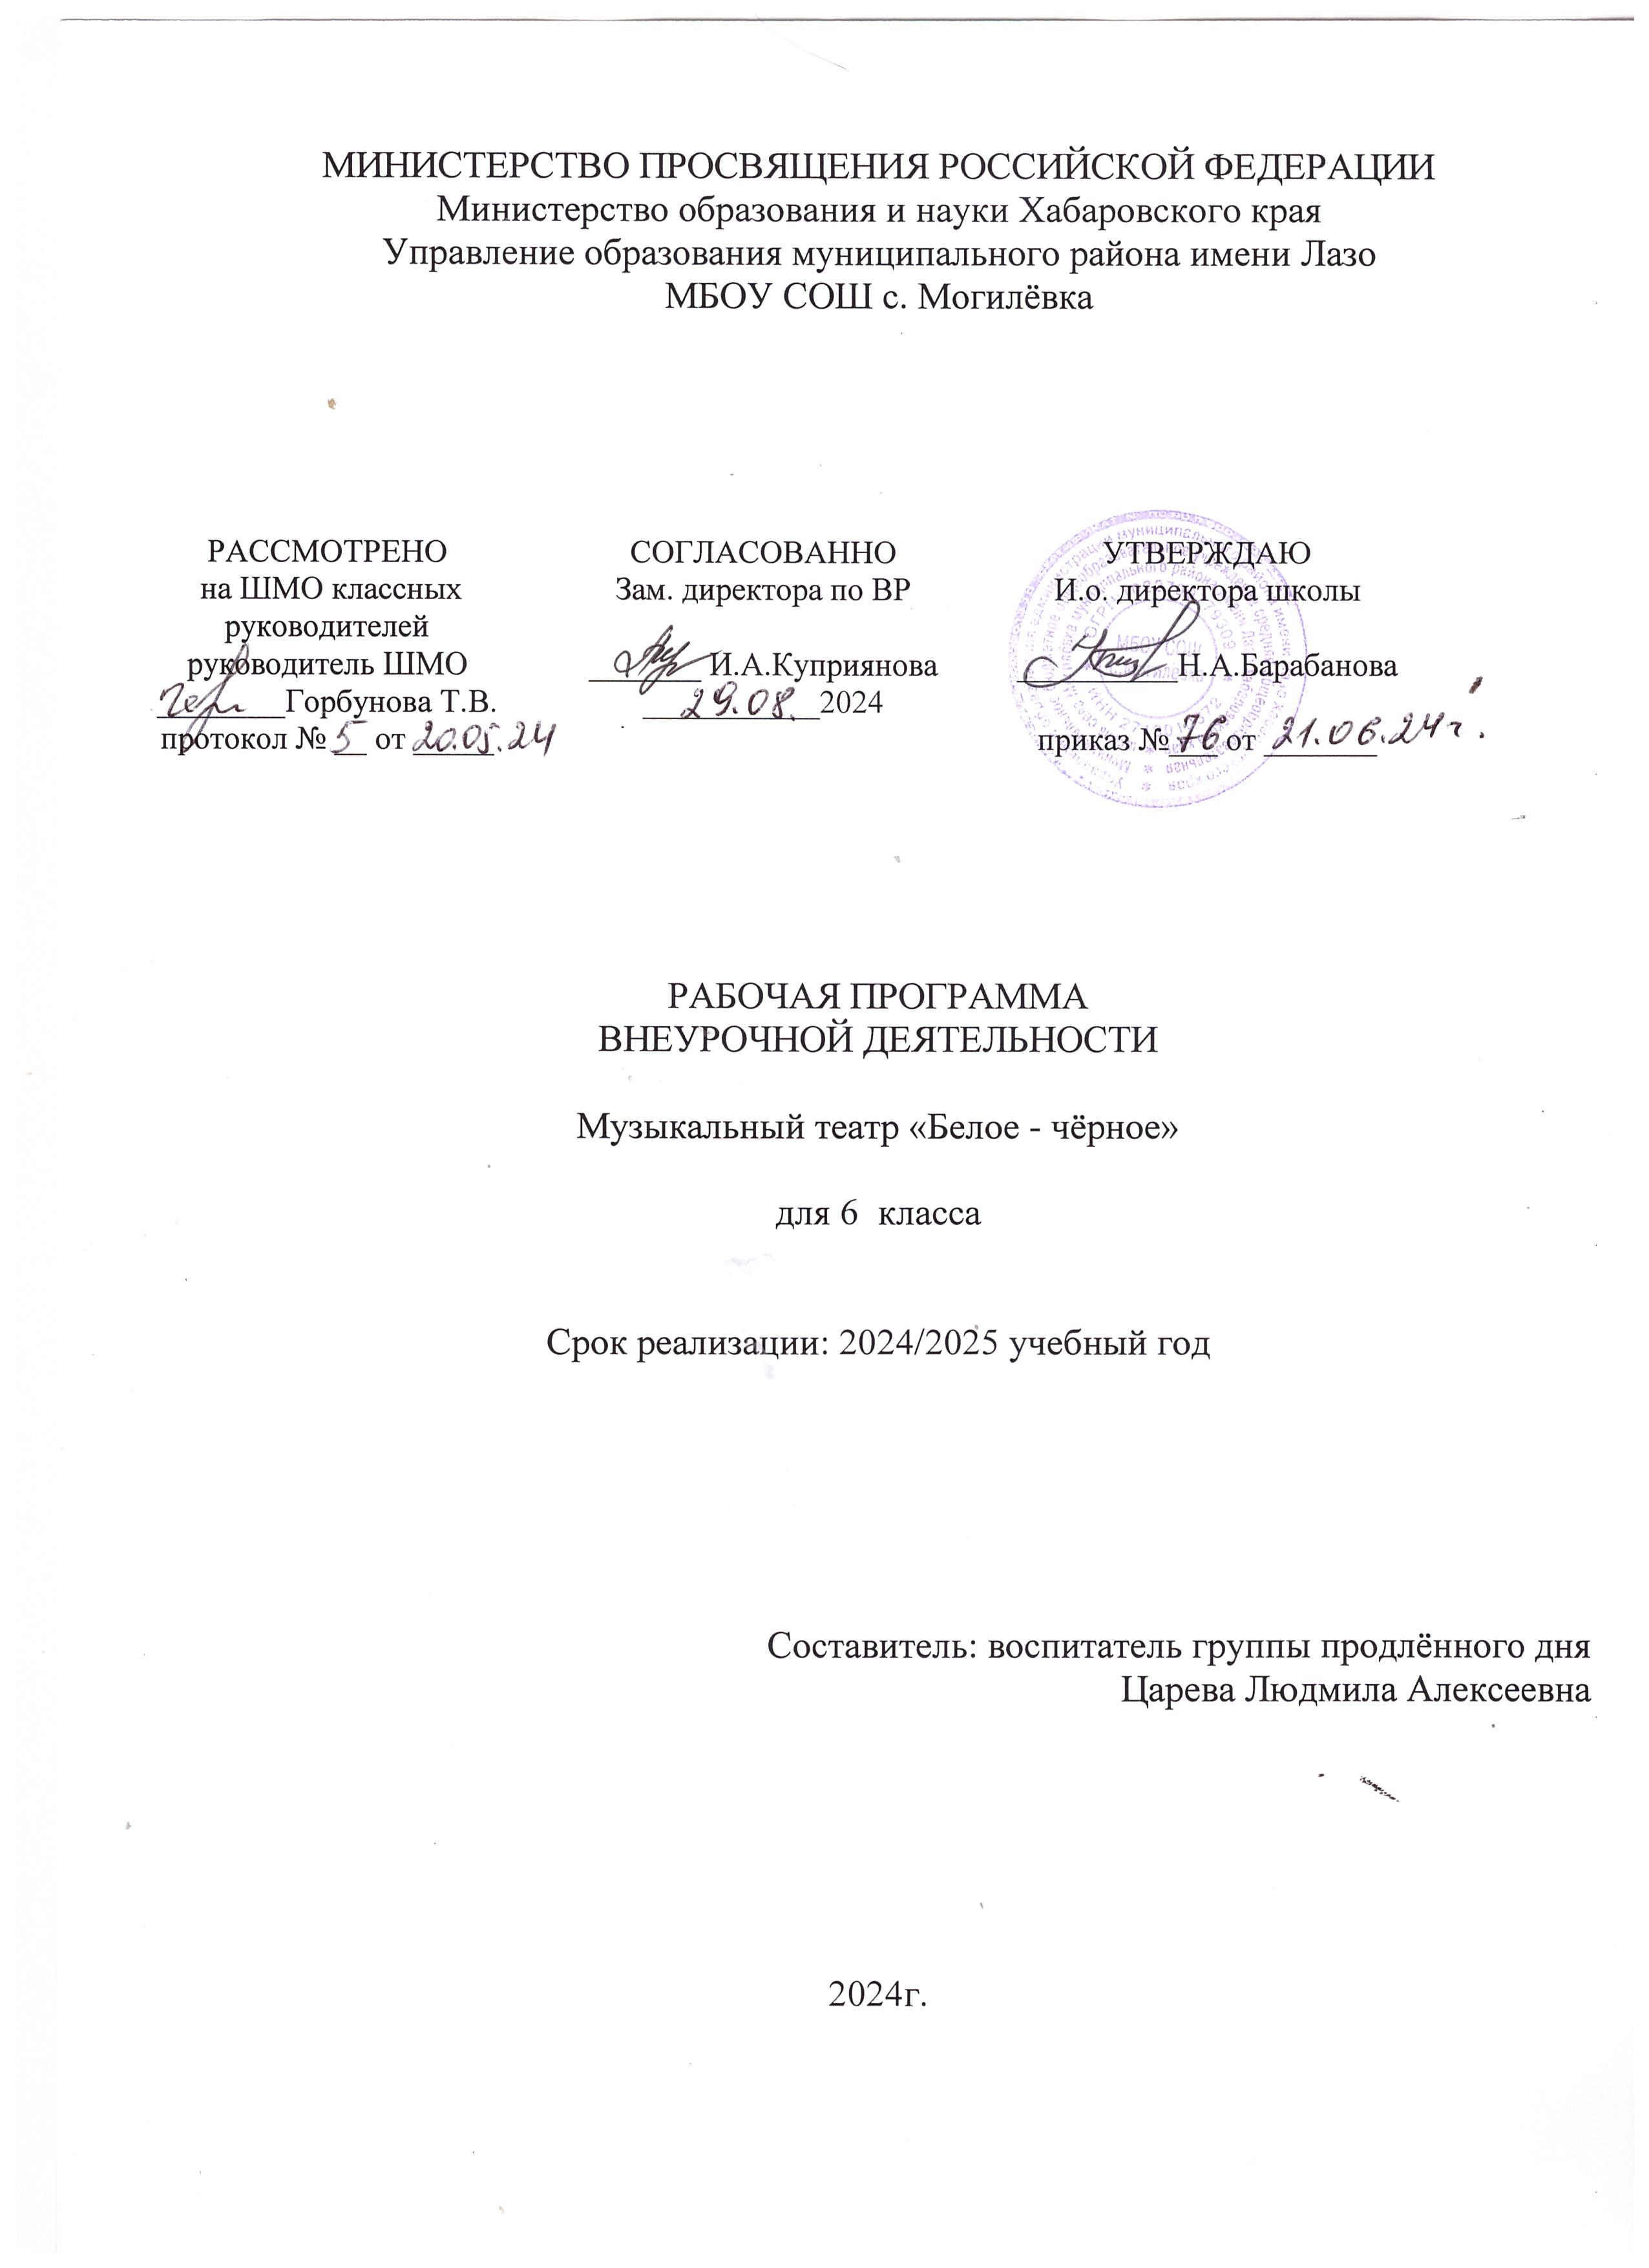 МИНИСТЕРСТВО ПРОСВЯЩЕНИЯ РОССИЙСКОЙ ФЕДЕРАЦИИ
Министерство образования и науки Хабаровского края
Управление образования муниципального района имени Лазо
МБОУ СОШ с. Могилёвка
РАССМОТРЕНО
на ШМО классных
руководителей
руководитель ШМО
Горбунова Т.В.
протокол № 5 от 20.05.24
СОГЛАСОВАННО
Зам. директора по ВР
И.А.Куприянова
29.08. 2024
УТВЕРЖДАЮ
И.о. директора школы
Н.А.Барабанова
приказ № 76 от 21.06.24г.
МБОУ СОШ
РАБОЧАЯ ПРОГРАММА
ВНЕУРОЧНОЙ ДЕЯТЕЛЬНОСТИ
Музыкальный театр «Белое - чёрное»
для 6 класса
Срок реализации: 2024/2025 учебный год
Составитель: воспитатель группы продлённого дня
Царева Людмила Алексеевна
2024г.